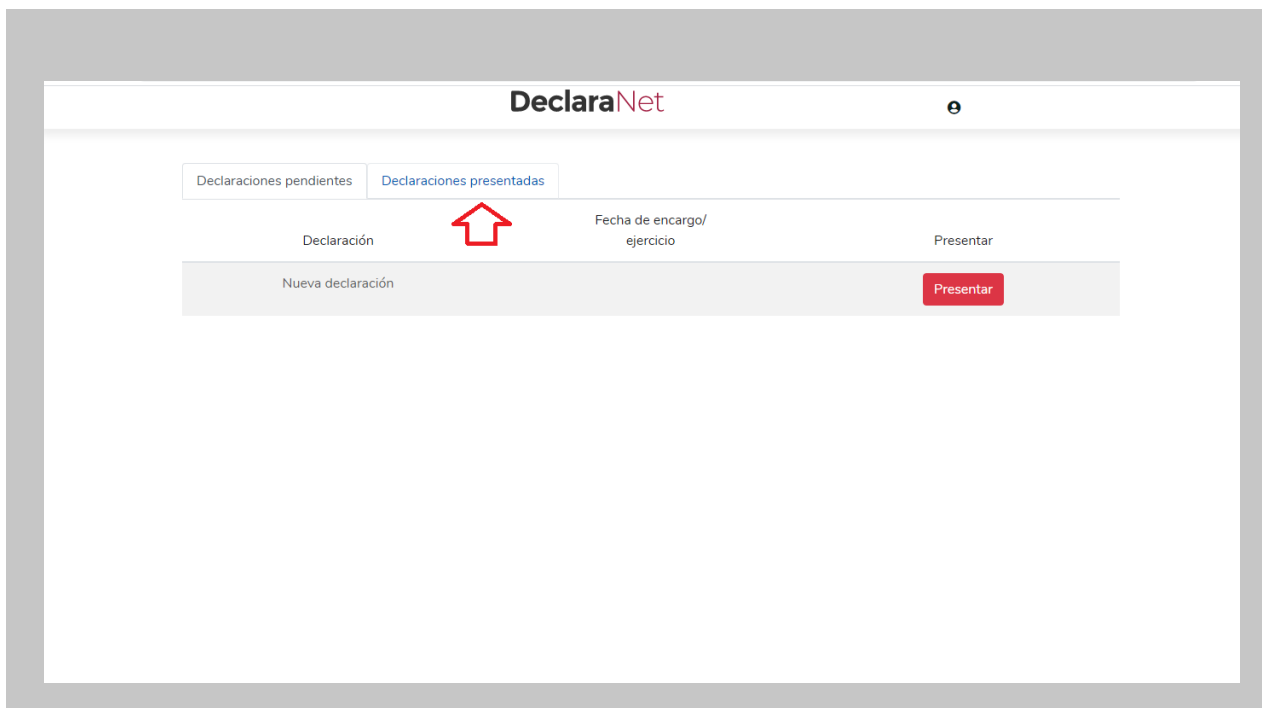 DeclaraNet
Declaraciones pendientes Declaraciones presentadas
Declaración Fecha de encargo/ ejercicio Presentar
Nueva declaración Presentar